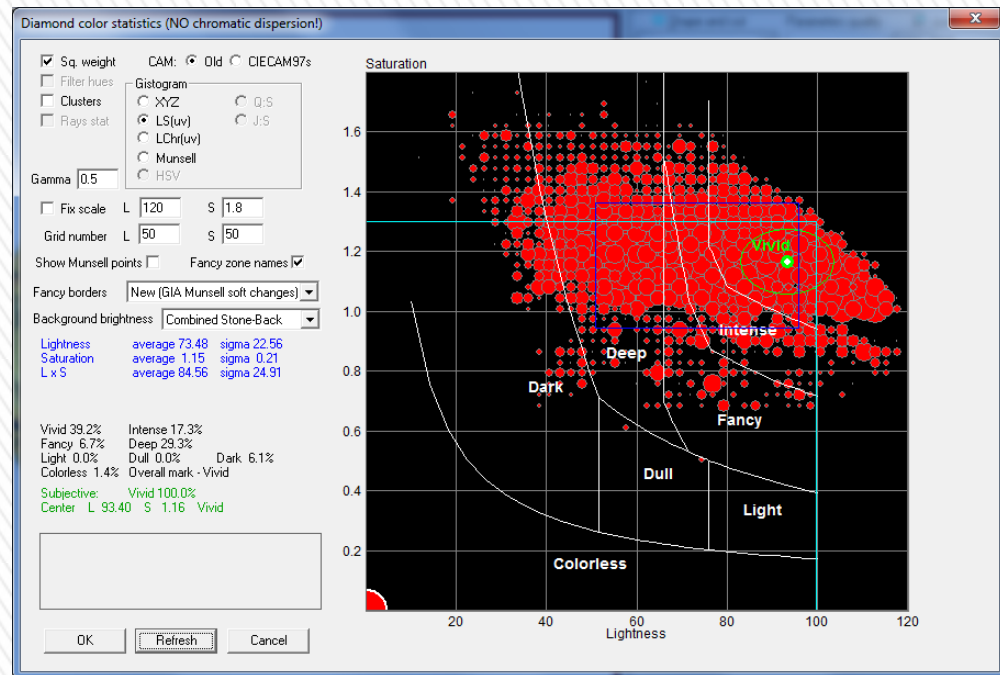 Diamond color statistics (NO chromatic dispersion!)
Sq. weight CAM: Old CIECAM97s
Filter hues
Clusters
Rays stat
Gistogram
XYZ Q:S
LS(uv) J:S
LChr(uv)
Munsell
HSV
Gamma 0.5
Fix scale L 120 S 1.8
Grid number L 50 S 50
Show Munsell points Fancy zone names
Fancy borders New (GIA Munsell soft changes)
Background brightness Combined Stone-Back
Lightness average 73.48 sigma 22.56
Saturation average 1.15 sigma 0.21
L x S average 84.56 sigma 24.91
Vivid 39.2% Intense 17.3%
Fancy 6.7% Deep 29.3%
Light 0.0% Dull 0.0% Dark 6.1%
Colorless 1.4% Overall mark - Vivid
Subjective: Vivid 100.0%
Center L 93.40 S 1.16 Vivid
OK Refresh Cancel
Saturation
1.6
1.4
1.2
1.0
0.8
0.6
0.4
0.2
Vivid
Intense
Deep
Dark
Fancy
Dull
Light
Colorless
20 40 60 80 100 120
Lightness